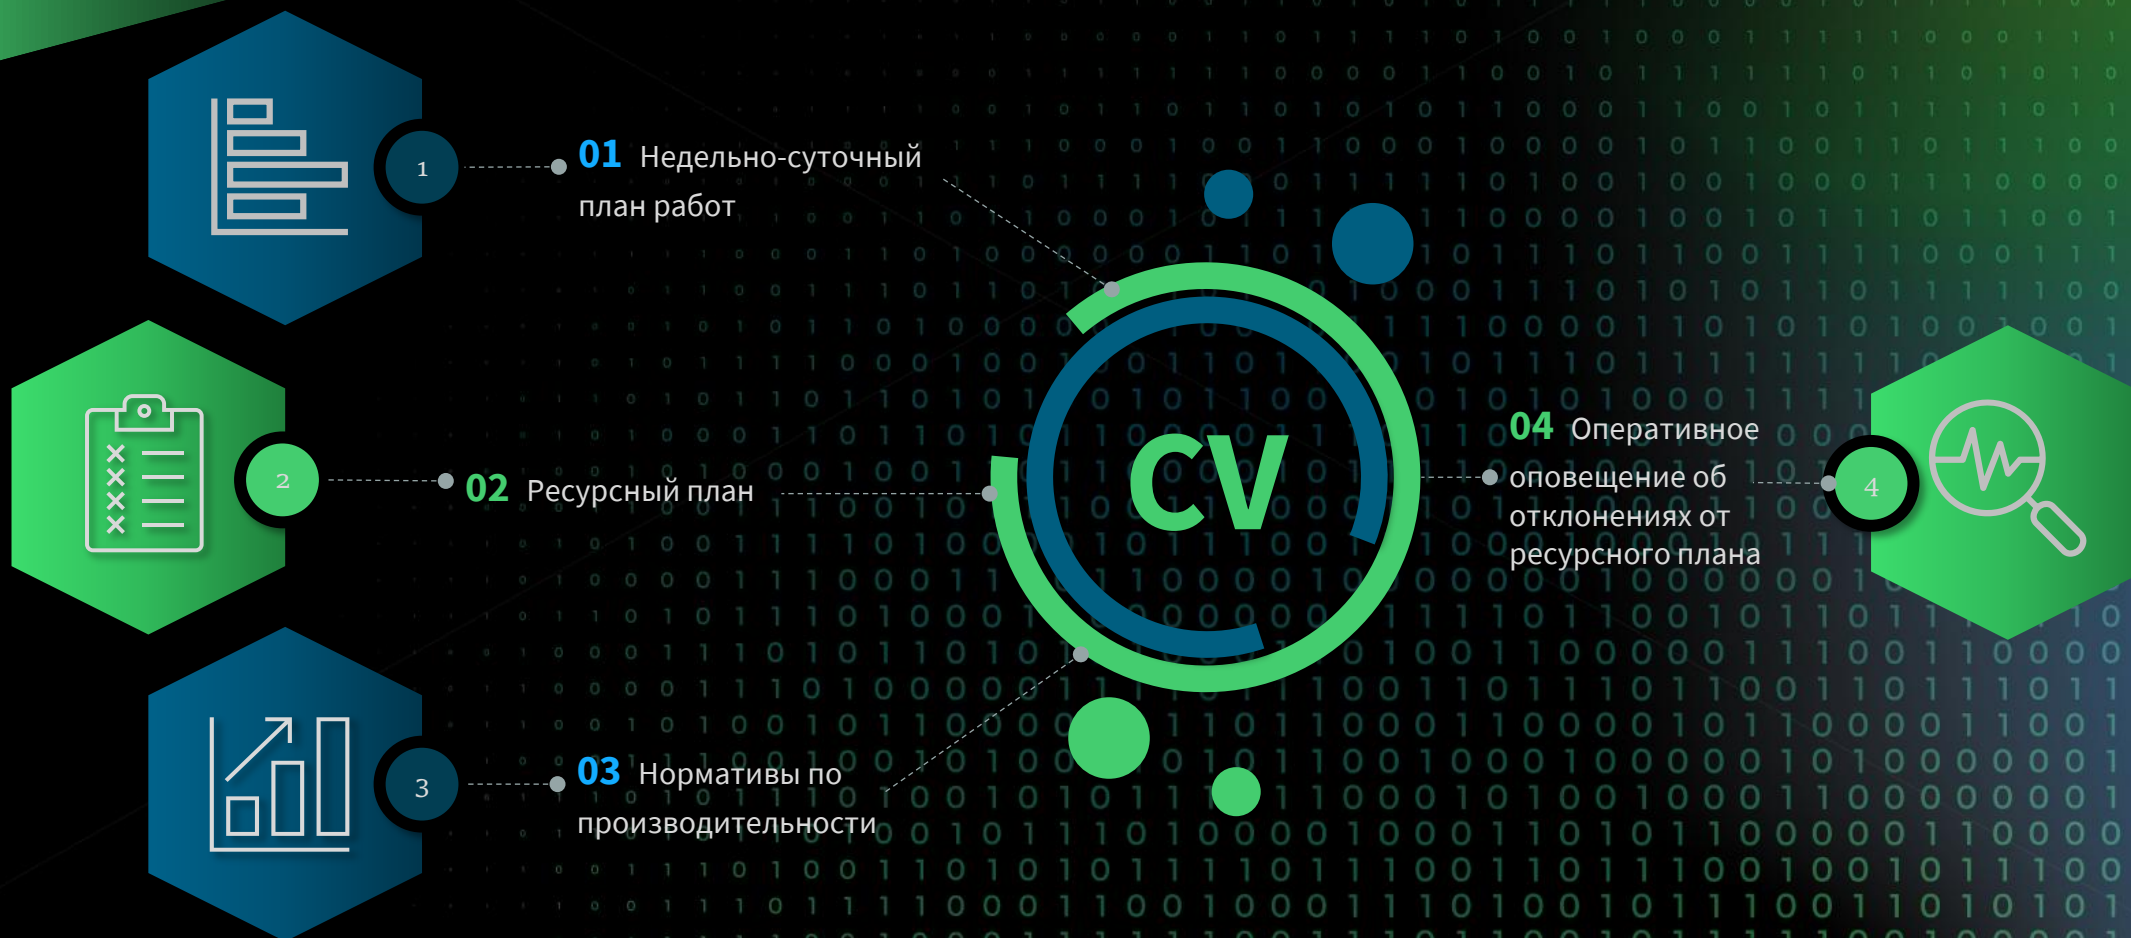 1
01 Недельно-суточный
план работ
2
02 Ресурсный план
3
03 Нормативы по
производительности
CV
04 Оперативное
оповещение об
отклонениях от
ресурсного плана
4